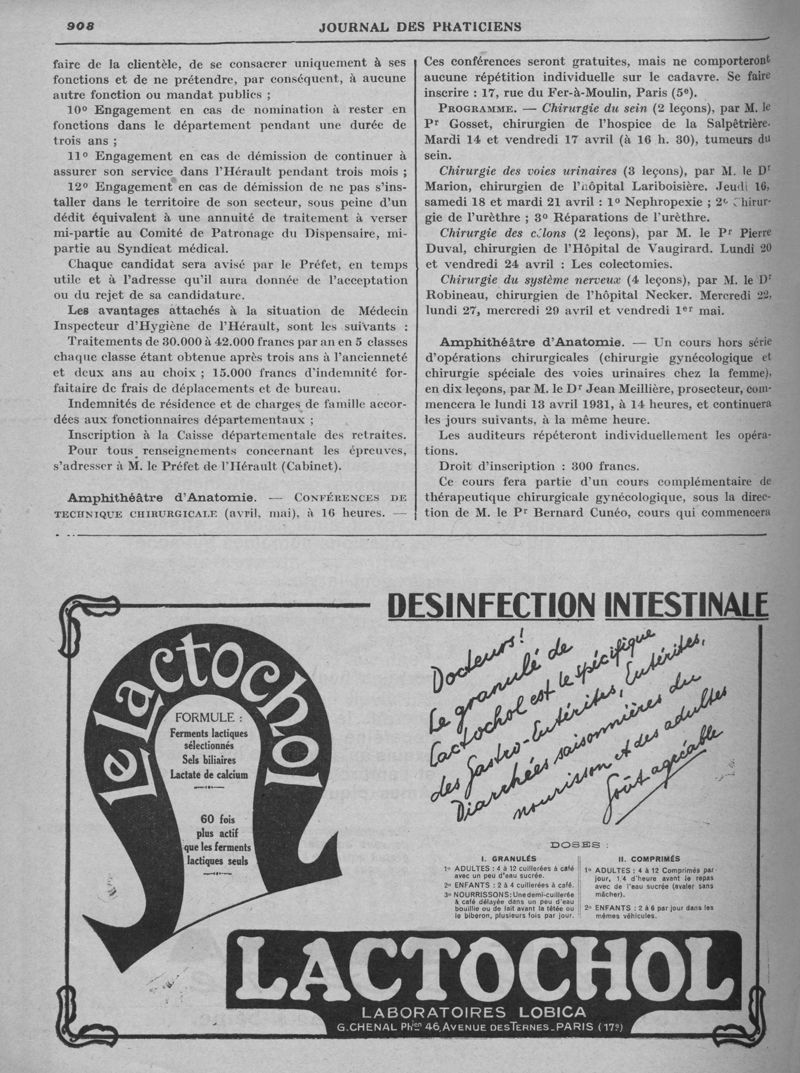 908
JOURNAL DES PRATICIENS
faire de la clientèle, de se consacrer uniquement à ses
fonctions et de ne prétendre, par conséquent, à aucune
autre fonction ou mandat publics ;
10º Engagement en cas de nomination à rester en
fonctions dans le département pendant une durée de
trois ans ;
11º Engagement en cas de démission de continuer à
assurer son service dans l'Hérault pendant trois mois ;
12º Engagement en cas de démission de ne pas s'ins-
taller dans le territoire de son secteur, sous peine d'un
dédit équivalent à une annuité de traitement à verser
mi-partie au Comité de Patronage du Dispensaire, mi-
partie au Syndicat médical.
Chaque candidat sera avisé par le Préfet, en temps
utile et à l'adresse qu'il aura donnée de l'acceptation
ou du rejet de sa candidature.
Les avantages attachés à la situation de Médecin
Inspecteur d'Hygiène de l'Hérault, sont les suivants :
Traitements de 30.000 à 42.000 francs par an en 5 classes
chaque classe étant obtenue après trois ans à l'ancienneté
et deux ans au choix ; 15.000 francs d'indemnité for-
faitaire de frais de déplacements et de bureau.
Indemnités de résidence et de charges de famille accor-
dées aux fonctionnaires départementaux ;
Inscription à la Caisse départementale des retraites.
Pour tous renseignements concernant les épreuves,
s'adresser à M. le Préfet de l'Hérault (Cabinet).
Amphithéâtre d'Anatomie. — CONFÉRENCES DE
TECHNIQUE CHIRURGICALE (avril, mai), à 16 heures. —
Ces conférences seront gratuites, mais ne comporteront
aucune répétition individuelle sur le cadavre. Se faire
inscrire : 17, rue du Fer-à-Moulin, Paris (5e).
PROGRAMME. — Chirurgie du sein (2 leçons), par M. le
Pr Gosset, chirurgien de l'hospice de la Salpêtrière.
Mardi 14 et vendredi 17 avril (à 16 h. 30), tumeurs du
sein.
Chirurgie des voies urinaires (3 leçons), par M. le Dr
Marion, chirurgien de l'hôpital Lariboisière. Jeudi 16,
samedi 18 et mardi 21 avril : 1º Nephropexie ; 2º Chirur-
gie de l'urèthre ; 3º Réparations de l'urèthre.
Chirurgie des côlons (2 leçons), par M. le Pr Pierre
Duval, chirurgien de l'Hôpital de Vaugirard. Lundi 20
et vendredi 24 avril : Les colectomies.
Chirurgie du système nerveux (4 leçons), par M. le Dr
Robineau, chirurgien de l'hôpital Necker. Mercredi 22,
lundi 27, mercredi 29 avril et vendredi 1er mai.
Amphithéâtre d'Anatomie. — Un cours hors série
d'opérations chirurgicales (chirurgie gynécologique et
chirurgie spéciale des voies urinaires chez la femme),
en dix leçons, par M. le Dr Jean Meillière, prosecteur, com-
mencera le lundi 13 avril 1931, à 14 heures, et continuera
les jours suivants, à la même heure.
Les auditeurs répéteront individuellement les opéra-
tions.
Droit d'inscription : 300 francs.
Ce cours fera partie d'un cours complémentaire de
thérapeutique chirurgicale gynécologique, sous la direc-
tion de M. le Pr Bernard Cunéo, cours qui commencera
DESINFECTION INTESTINALE
Le Lactochol
FORMULE :
Ferments lactiques
sélectionnés
Sels biliaires
Lactate de calcium
60 fois
plus actif
que les ferments
lactiques seuls
Docteurs!
Le granulé de
Lactochol est le spécifique
des Gastro-Entérites, Entérites,
Diarrhées saisonnières du
nourisson et des adultes
Goût agréable
DOSES :
I. GRANULÉS
1º ADULTES : 4 à 12 cuillerées à café
avec un peu d'eau sucrée.
2º ENFANTS : 2 à 4 cuillerées à café.
3º NOURRISSONS : Une demi-cuillerée
à café délayée dans un peu d'eau
bouillie ou de lait avant la tétée ou
le biberon, plusieurs fois par jour.
II. COMPRIMÉS
1º ADULTES : 4 à 12 Comprimés par
jour, 1/4 d'heure avant le repas
avec de l'eau sucrée (avaler sans
mâcher).
2º ENFANTS : 2 à 6 par jour dans les
mêmes véhicules.
LACTOCHOL
LABORATOIRES LOBICA
G. CHENAL Phien 46, AVENUE DES TERNES - PARIS (17e)